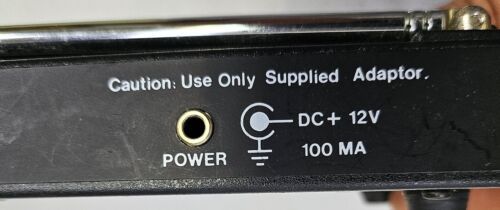 Caution: Use Only Supplied Adaptor.
DC+ 12V
POWER
100 MA